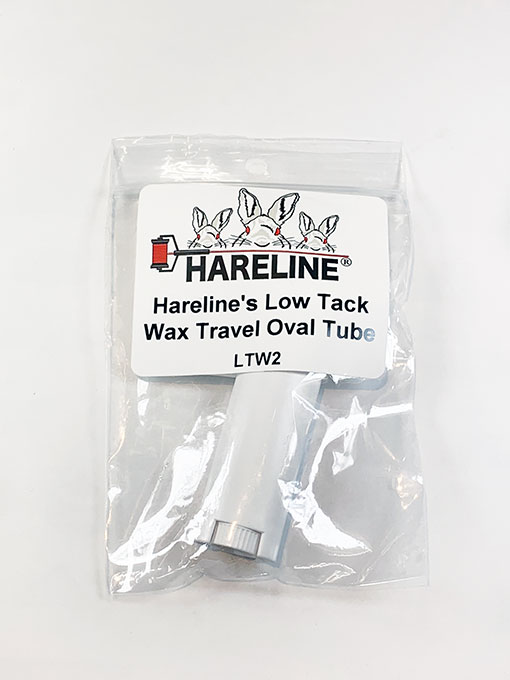 HARELINE®
Hareline's Low Tack
Wax Travel Oval Tube
LTW2